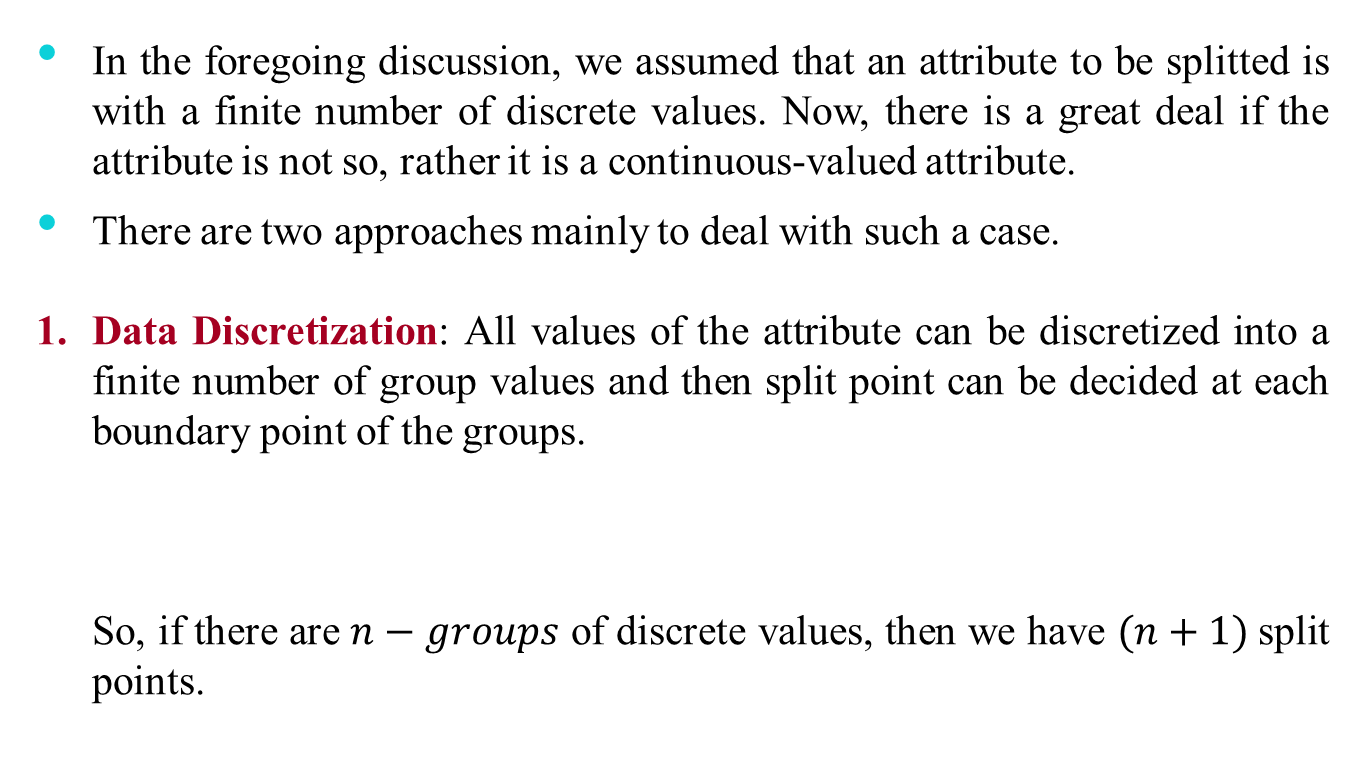 • In the foregoing discussion, we assumed that an attribute to be splitted is
with a finite number of discrete values. Now, there is a great deal if the
attribute is not so, rather it is a continuous-valued attribute.
• There are two approaches mainly to deal with such a case.
1. Data Discretization: All values of the attribute can be discretized into a
finite number of group values and then split point can be decided at each
boundary point of the groups.
So, if there are 𝑛 − 𝑔𝑟𝑜𝑢𝑝𝑠 of discrete values, then we have (𝑛 + 1) split
points.